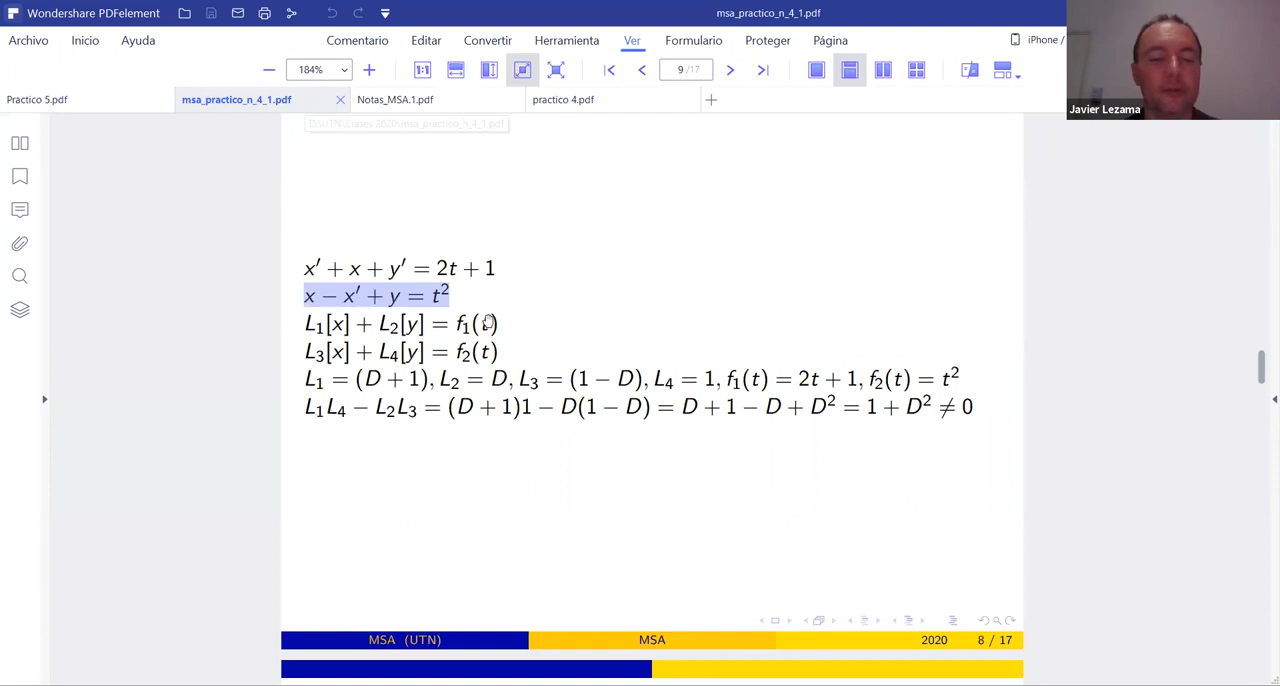 Wondershare PDFelement
msa_practico_n_4_1.pdf
Archivo Inicio Ayuda Comentario Editar Convertir Herramienta Ver Formulario Proteger Página iPhone /
184% 9 /17
Practico 5.pdf msa_practico_n_4_1.pdf Notas_MSA.1.pdf practico 4.pdf
Javier Lezama
x′ + x + y′ = 2t + 1
x − x′ + y = t²
L₁[x] + L₂[y] = f₁(t)
L₃[x] + L₄[y] = f₂(t)
L₁ = (D + 1), L₂ = D, L₃ = (1 − D), L₄ = 1, f₁(t) = 2t + 1, f₂(t) = t²
L₁L₄ − L₂L₃ = (D + 1)1 − D(1 − D) = D + 1 − D + D² = 1 + D² ≠ 0
MSA (UTN) MSA 2020 8 / 17